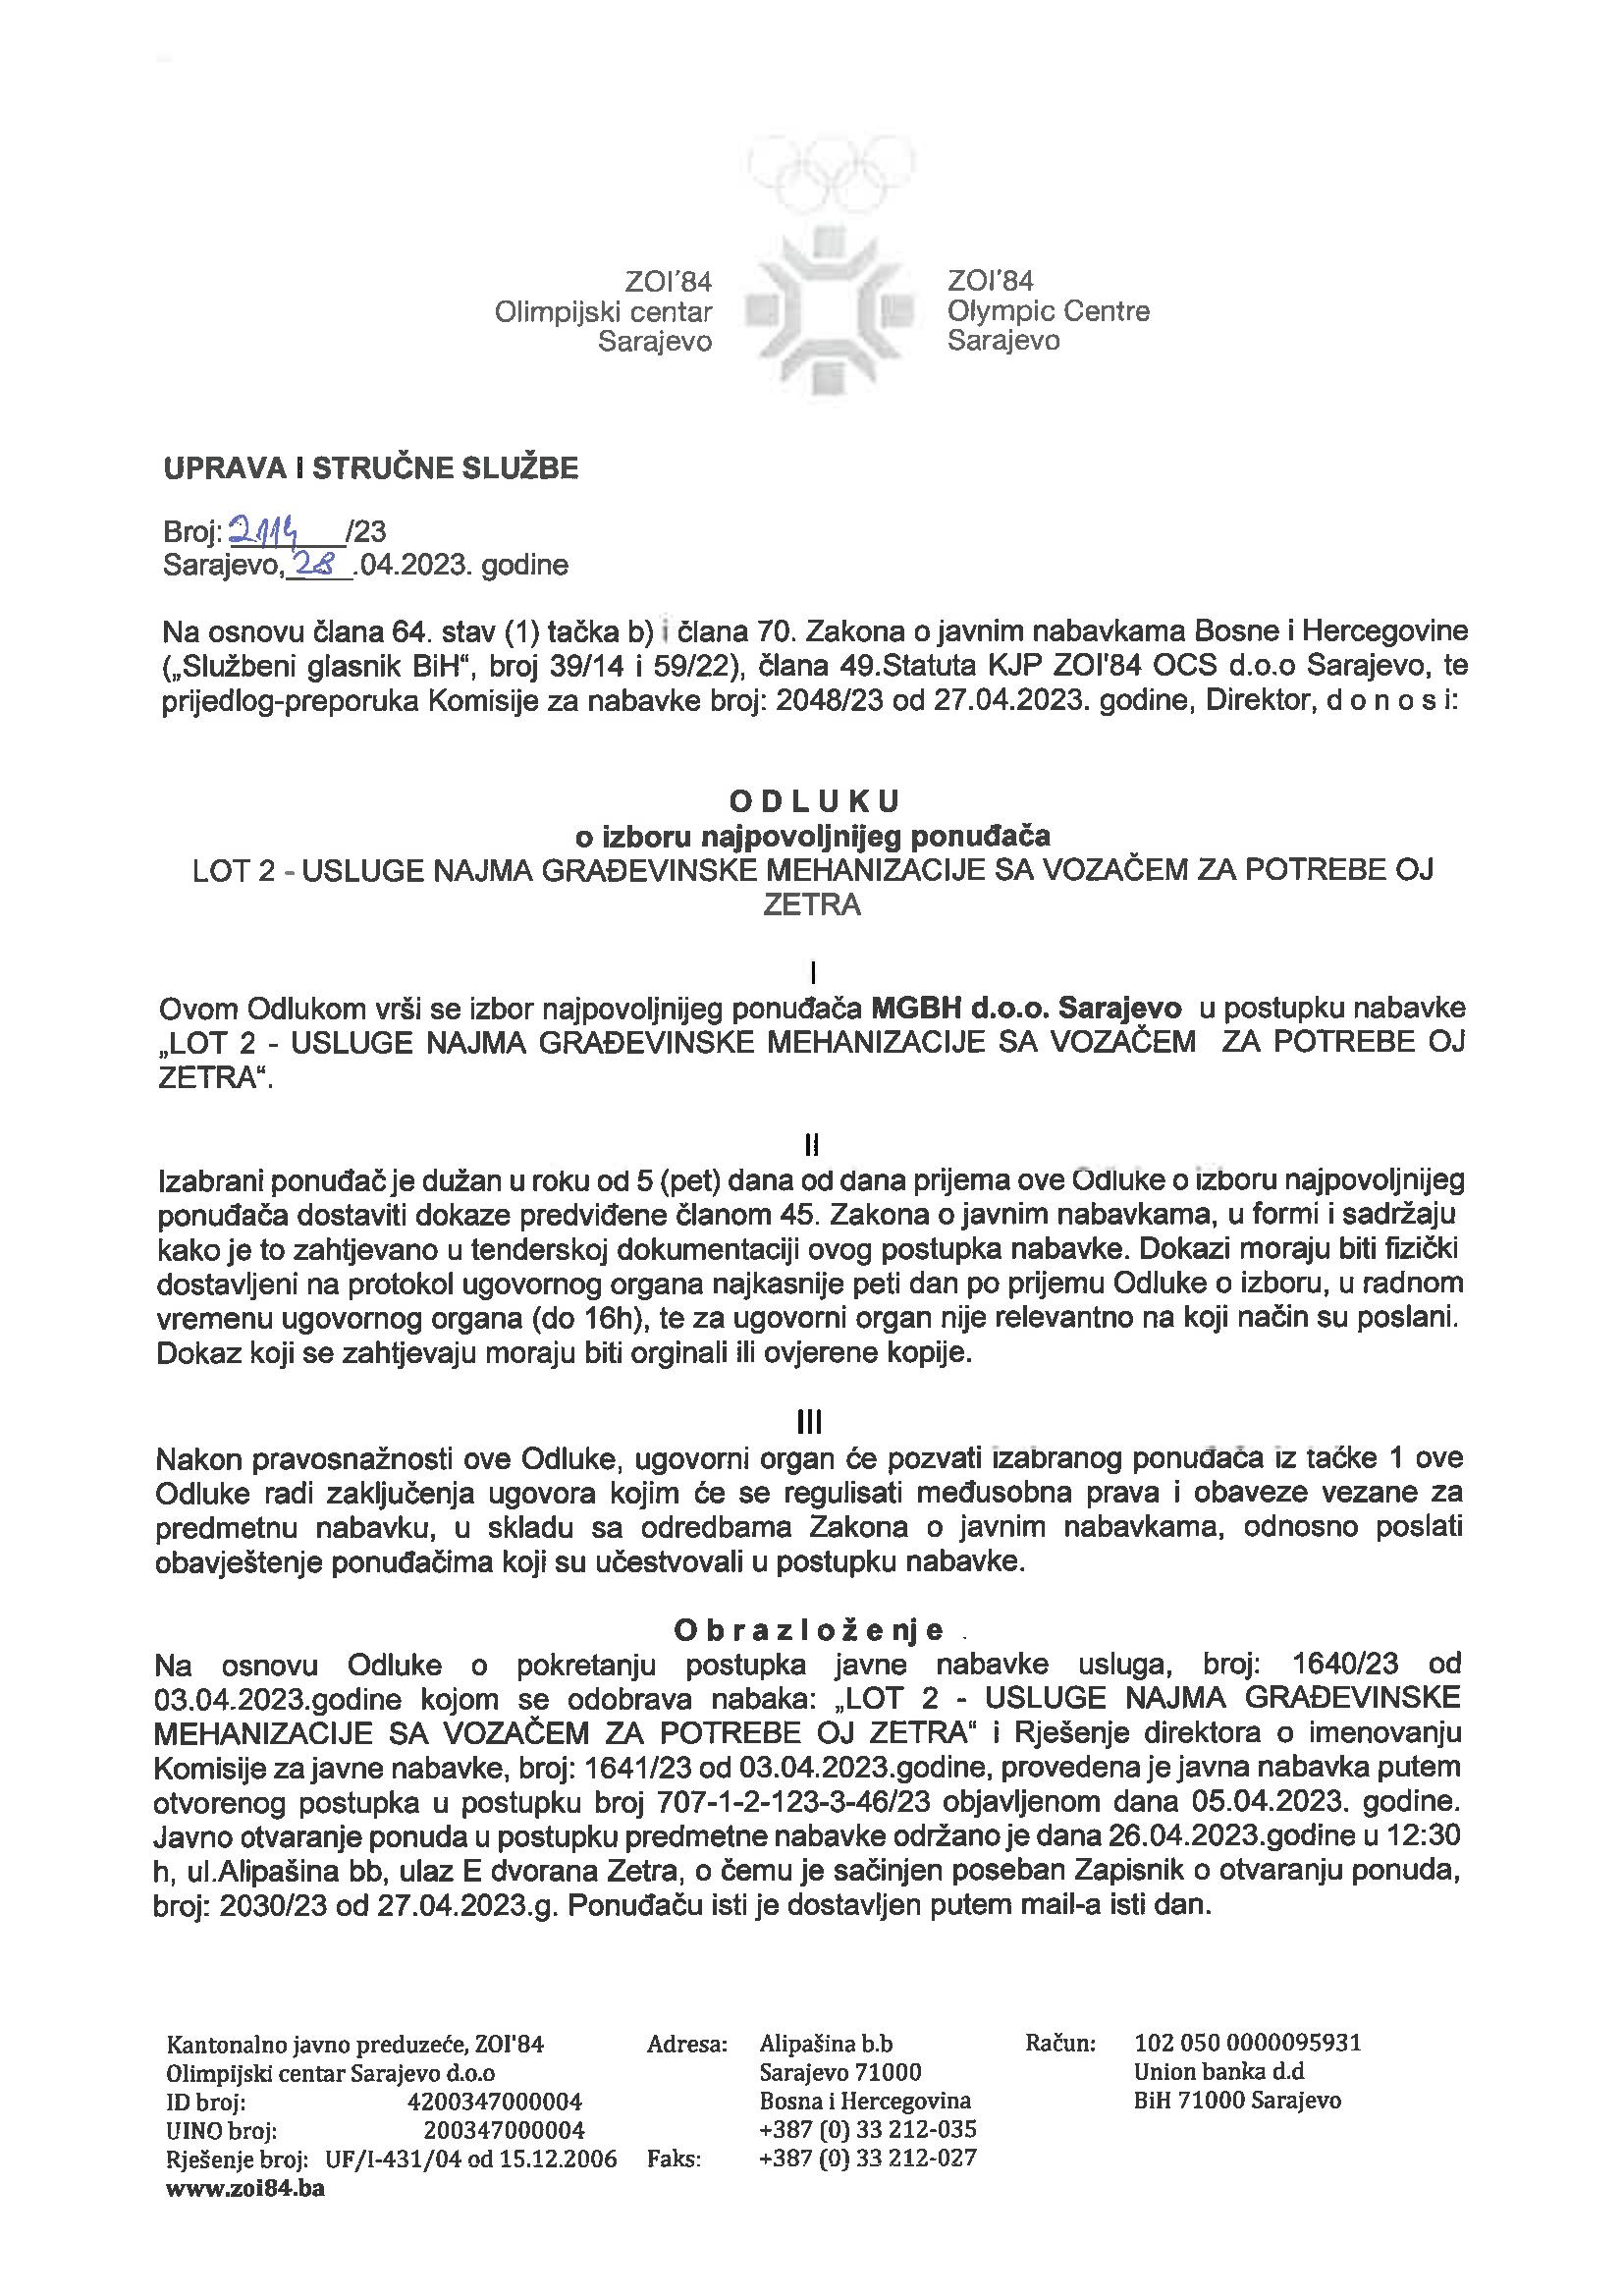 ZOI'84
Olimpijski centar
Sarajevo
ZOI'84
Olympic Centre
Sarajevo
UPRAVA I STRUČNE SLUŽBE
Broj: 2114 /23
Sarajevo, 28 .04.2023. godine
Na osnovu člana 64. stav (1) tačka b) i člana 70. Zakona o javnim nabavkama Bosne i Hercegovine
(„Službeni glasnik BiH“, broj 39/14 i 59/22), člana 49.Statuta KJP ZOI'84 OCS d.o.o Sarajevo, te
prijedlog-preporuka Komisije za nabavke broj: 2048/23 od 27.04.2023. godine, Direktor, d o n o s i:
O D L U K U
o izboru najpovoljnijeg ponuđača
LOT 2 - USLUGE NAJMA GRAĐEVINSKE MEHANIZACIJE SA VOZAČEM ZA POTREBE OJ
ZETRA
I
Ovom Odlukom vrši se izbor najpovoljnijeg ponuđača MGBH d.o.o. Sarajevo u postupku nabavke
„LOT 2 - USLUGE NAJMA GRAĐEVINSKE MEHANIZACIJE SA VOZAČEM ZA POTREBE OJ
ZETRA“.
II
Izabrani ponuđač je dužan u roku od 5 (pet) dana od dana prijema ove Odluke o izboru najpovoljnijeg
ponuđača dostaviti dokaze predviđene članom 45. Zakona o javnim nabavkama, u formi i sadržaju
kako je to zahtjevano u tenderskoj dokumentaciji ovog postupka nabavke. Dokazi moraju biti fizički
dostavljeni na protokol ugovornog organa najkasnije peti dan po prijemu Odluke o izboru, u radnom
vremenu ugovornog organa (do 16h), te za ugovorni organ nije relevantno na koji način su poslani.
Dokaz koji se zahtjevaju moraju biti orginali ili ovjerene kopije.
III
Nakon pravosnažnosti ove Odluke, ugovorni organ će pozvati izabranog ponuđača iz tačke 1 ove
Odluke radi zaključenja ugovora kojim će se regulisati međusobna prava i obaveze vezane za
predmetnu nabavku, u skladu sa odredbama Zakona o javnim nabavkama, odnosno poslati
obavještenje ponuđačima koji su učestvovali u postupku nabavke.
O b r a z l o ž e nj e
Na osnovu Odluke o pokretanju postupka javne nabavke usluga, broj: 1640/23 od
03.04.2023.godine kojom se odobrava nabaka: „LOT 2 - USLUGE NAJMA GRAĐEVINSKE
MEHANIZACIJE SA VOZAČEM ZA POTREBE OJ ZETRA“ i Rješenje direktora o imenovanju
Komisije za javne nabavke, broj: 1641/23 od 03.04.2023.godine, provedena je javna nabavka putem
otvorenog postupka u postupku broj 707-1-2-123-3-46/23 objavljenom dana 05.04.2023. godine.
Javno otvaranje ponuda u postupku predmetne nabavke održano je dana 26.04.2023.godine u 12:30
h, ul.Alipašina bb, ulaz E dvorana Zetra, o čemu je sačinjen poseban Zapisnik o otvaranju ponuda,
broj: 2030/23 od 27.04.2023.g. Ponuđaču isti je dostavljen putem mail-a isti dan.
Kantonalno javno preduzeće, ZOI'84 Adresa: Alipašina b.b Račun: 102 050 0000095931
Olimpijski centar Sarajevo d.o.o Sarajevo 71000 Union banka d.d
ID broj: 4200347000004 Bosna i Hercegovina BiH 71000 Sarajevo
UINO broj: 200347000004 +387 (0) 33 212-035
Rješenje broj: UF/I-431/04 od 15.12.2006 Faks: +387 (0) 33 212-027
www.zoi84.ba